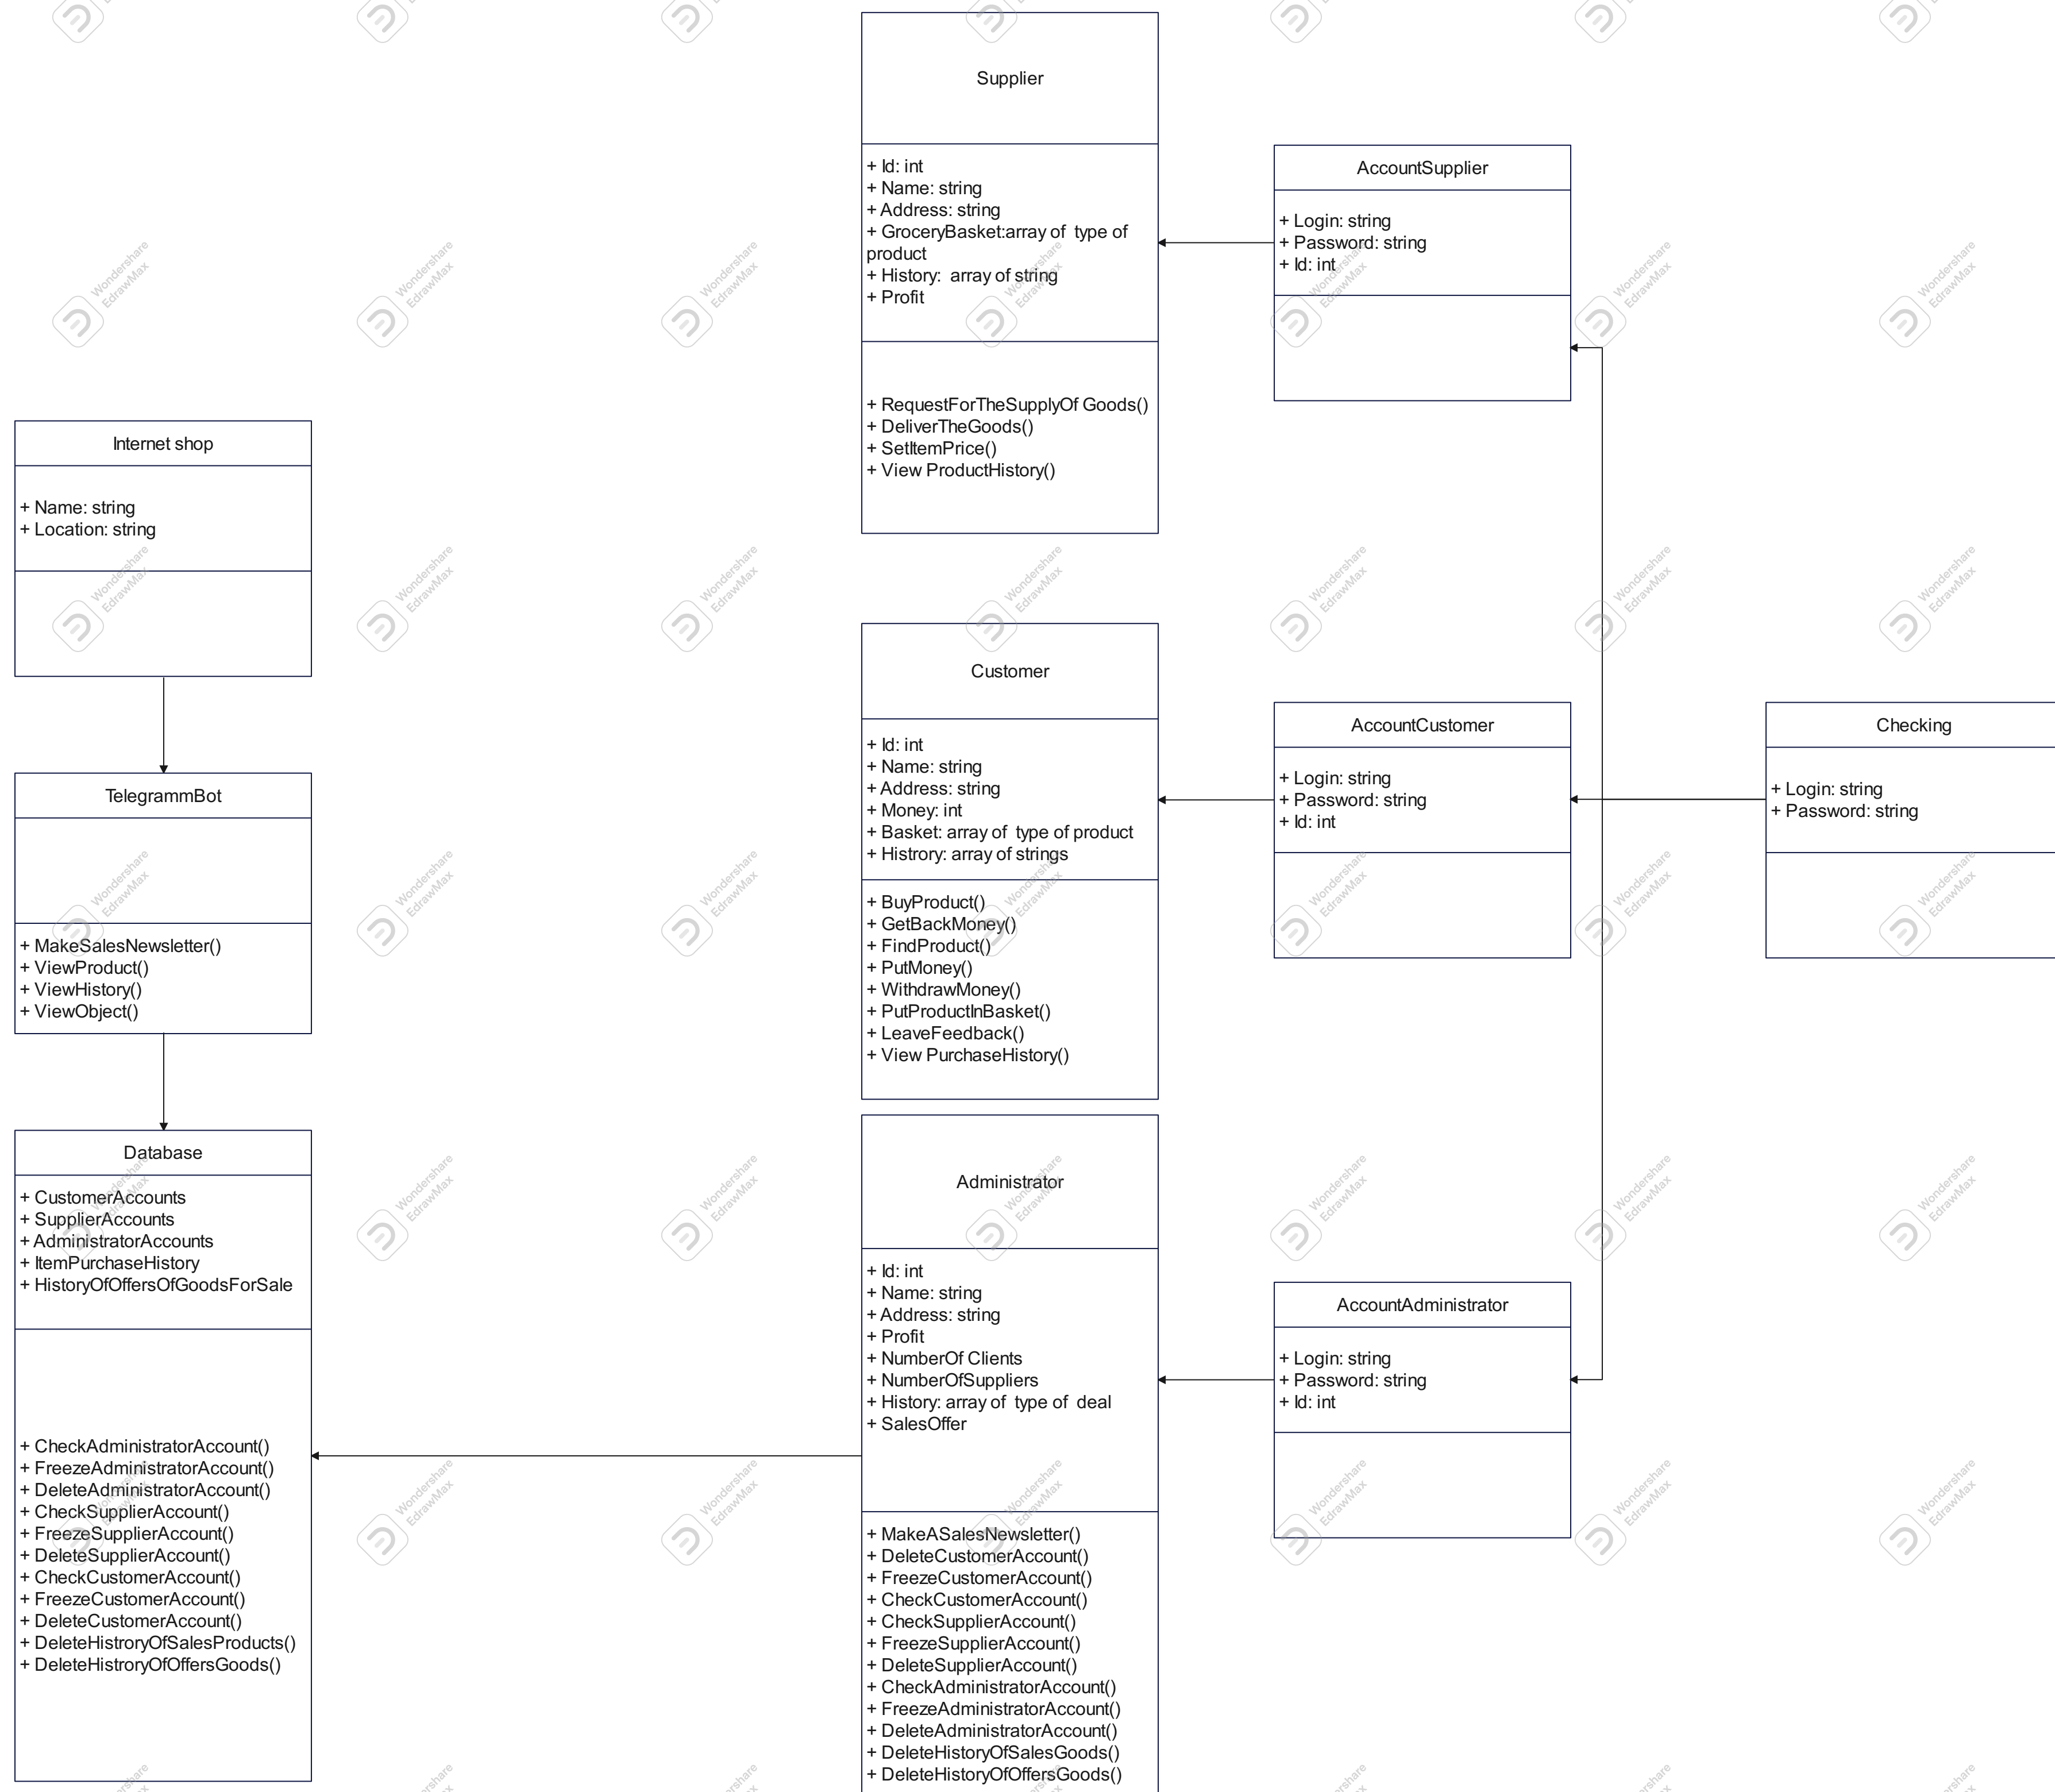 Supplier
+ Id: int
+ Name: string
+ Address: string
+ GroceryBasket:array of type of
product
+ History: array of string
+ Profit
+ RequestForTheSupplyOf Goods()
+ DeliverTheGoods()
+ SetItemPrice()
+ View ProductHistory()
AccountSupplier
+ Login: string
+ Password: string
+ Id: int
Internet shop
+ Name: string
+ Location: string
TelegrammBot
+ MakeSalesNewsletter()
+ ViewProduct()
+ ViewHistory()
+ ViewObject()
Customer
+ Id: int
+ Name: string
+ Address: string
+ Money: int
+ Basket: array of type of product
+ Histrory: array of strings
+ BuyProduct()
+ GetBackMoney()
+ FindProduct()
+ PutMoney()
+ WithdrawMoney()
+ PutProductInBasket()
+ LeaveFeedback()
+ View PurchaseHistory()
AccountCustomer
+ Login: string
+ Password: string
+ Id: int
Checking
+ Login: string
+ Password: string
Database
+ CustomerAccounts
+ SupplierAccounts
+ AdministratorAccounts
+ ItemPurchaseHistory
+ HistoryOfOffersOfGoodsForSale
+ CheckAdministratorAccount()
+ FreezeAdministratorAccount()
+ DeleteAdministratorAccount()
+ CheckSupplierAccount()
+ FreezeSupplierAccount()
+ DeleteSupplierAccount()
+ CheckCustomerAccount()
+ FreezeCustomerAccount()
+ DeleteCustomerAccount()
+ DeleteHistroryOfSalesProducts()
+ DeleteHistroryOfOffersGoods()
Administrator
+ Id: int
+ Name: string
+ Address: string
+ Profit
+ NumberOf Clients
+ NumberOfSuppliers
+ History: array of type of deal
+ SalesOffer
+ MakeASalesNewsletter()
+ DeleteCustomerAccount()
+ FreezeCustomerAccount()
+ CheckCustomerAccount()
+ CheckSupplierAccount()
+ FreezeSupplierAccount()
+ DeleteSupplierAccount()
+ CheckAdministratorAccount()
+ FreezeAdministratorAccount()
+ DeleteAdministratorAccount()
+ DeleteHistoryOfSalesGoods()
+ DeleteHistoryOfOffersGoods()
AccountAdministrator
+ Login: string
+ Password: string
+ Id: int
Wondershare
EdrawMax